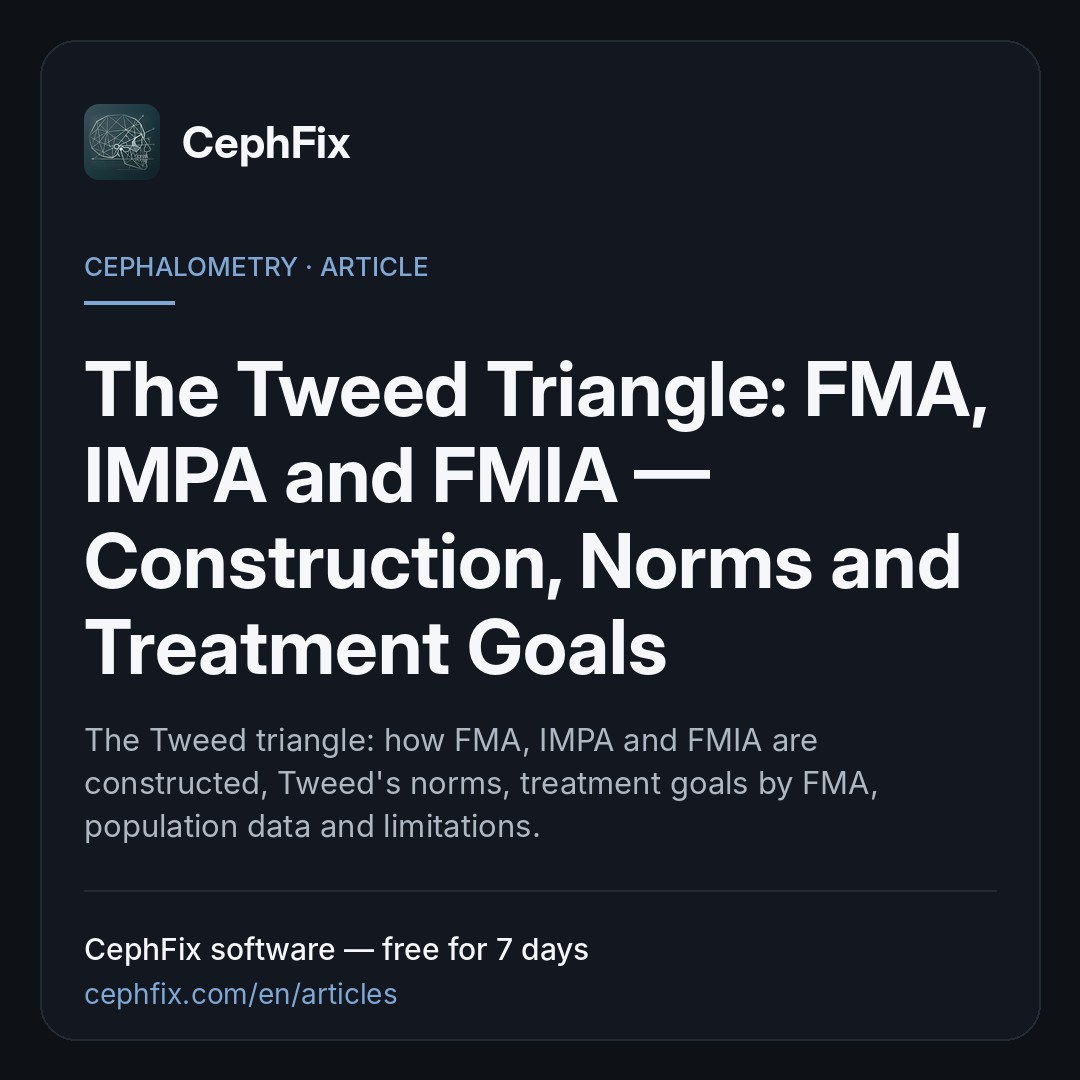 CephFix
CEPHALOMETRY · ARTICLE
The Tweed Triangle: FMA,
IMPA and FMIA —
Construction, Norms and
Treatment Goals
The Tweed triangle: how FMA, IMPA and FMIA are
constructed, Tweed's norms, treatment goals by FMA,
population data and limitations.
CephFix software — free for 7 days
cephfix.com/en/articles